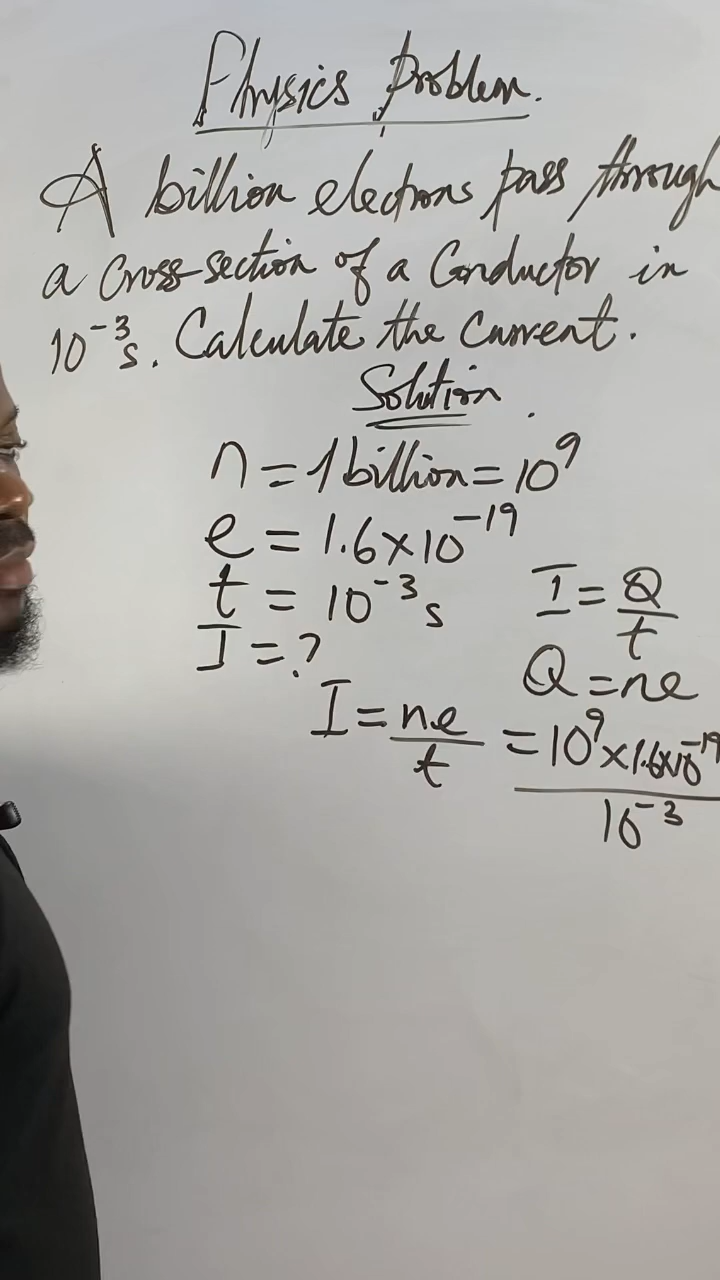 Physics Problem.
A billion electrons pass through
a cross-section of a Conductor in
10⁻³s. Calculate the Current.
Solution.
n = 1 billion = 10⁹
e = 1.6×10⁻¹⁹
t = 10⁻³s
I = ?
I = Q/t
Q = ne
I = ne/t = 10⁹×1.6×10⁻¹⁹/10⁻³